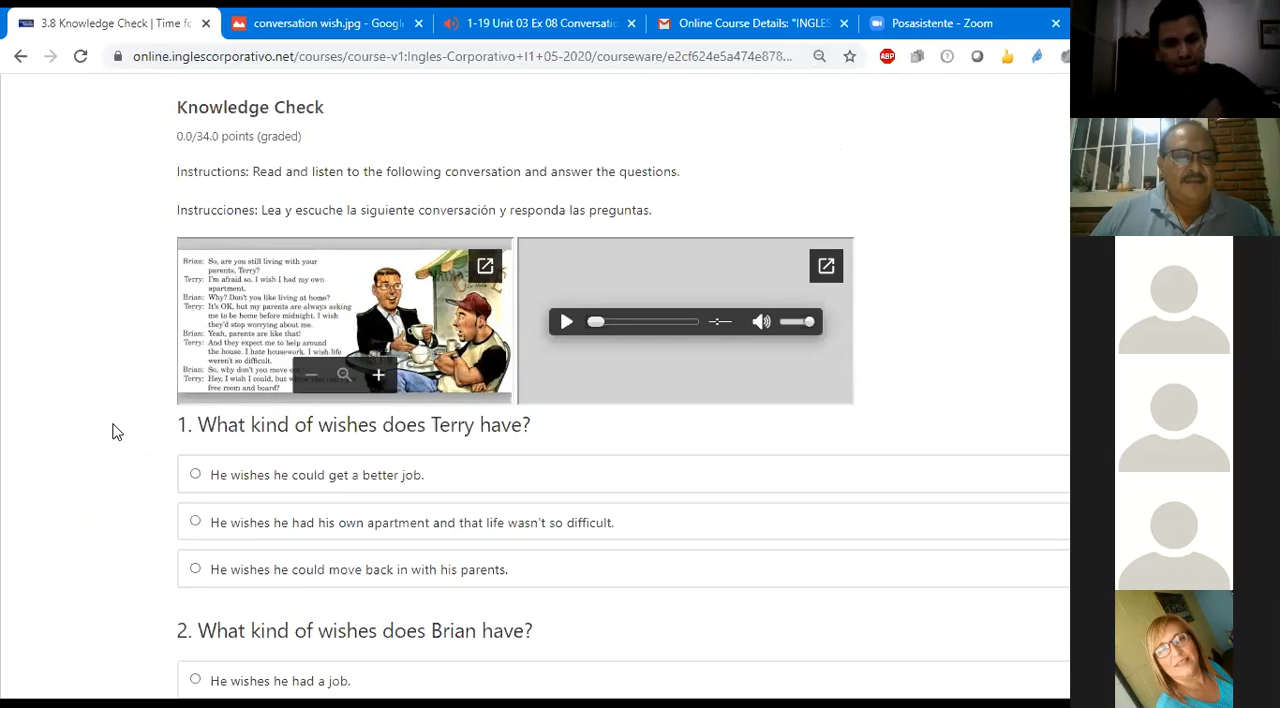 3.8 Knowledge Check | Time fo
conversation wish.jpg - Google
1-19 Unit 03 Ex 08 Conversatio
Online Course Details: "INGLES
Posasistente - Zoom
online.inglescorporativo.net/courses/course-v1:Ingles-Corporativo+I1+05-2020/courseware/e2cf624e5a474e878...
ABP
Knowledge Check
0.0/34.0 points (graded)
Instructions: Read and listen to the following conversation and answer the questions.
Instrucciones: Lea y escuche la siguiente conversación y responda las preguntas.
Brian: So, are you still living with your
parents, Terry?
Terry: I'm afraid so. I wish I had my own
apartment.
Brian: Why? Don't you like living at home?
Terry: It's OK, but my parents are always asking
me to be home before midnight. I wish
they'd stop worrying about me.
Brian: Yeah, parents are like that!
Terry: And they expect me to help around
the house. I hate housework. I wish life
weren't so difficult.
Brian: So, why don't you move
Terry: Hey, I wish I could, but
free room and board?
1. What kind of wishes does Terry have?
He wishes he could get a better job.
He wishes he had his own apartment and that life wasn't so difficult.
He wishes he could move back in with his parents.
2. What kind of wishes does Brian have?
He wishes he had a job.